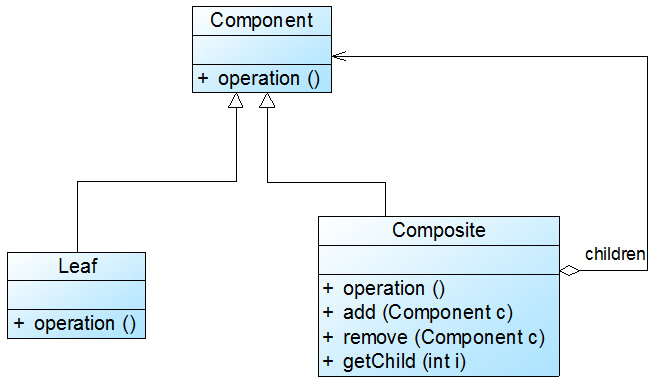 Component
+ operation ()
Composite
children
Leaf
+ operation ()
+ operation ()
+ add (Component c)
+ remove (Component c)
+ getChild (int i)